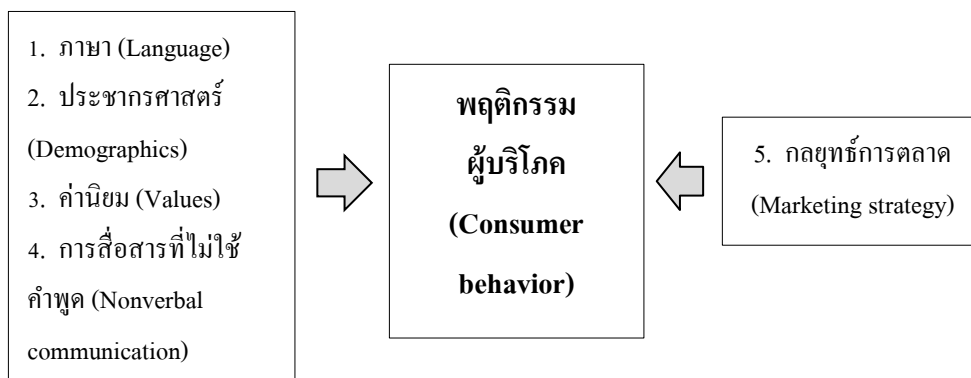 1. ภาษา (Language)
2. ประชากรศาสตร์
(Demographics)
3. ค่านิยม (Values)
4. การสื่อสารที่ไม่ใช้
คำพูด (Nonverbal
communication)
พฤติกรรม
ผู้บริโภค
(Consumer
behavior)
5. กลยุทธ์การตลาด
(Marketing strategy)